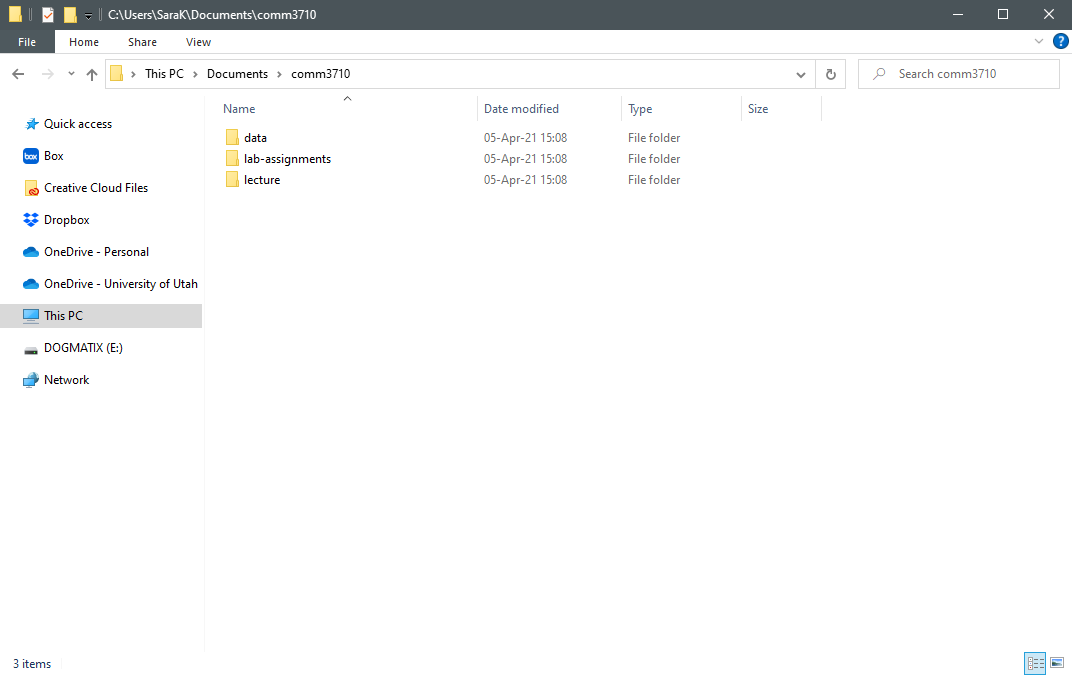 C:\Users\SaraK\Documents\comm3710
File Home Share View ?
This PC > Documents > comm3710
Search comm3710
Name Date modified Type Size
data 05-Apr-21 15:08 File folder
lab-assignments 05-Apr-21 15:08 File folder
lecture 05-Apr-21 15:08 File folder
Quick access
box Box
Creative Cloud Files
Dropbox
OneDrive - Personal
OneDrive - University of Utah
This PC
DOGMATIX (E:)
Network
3 items